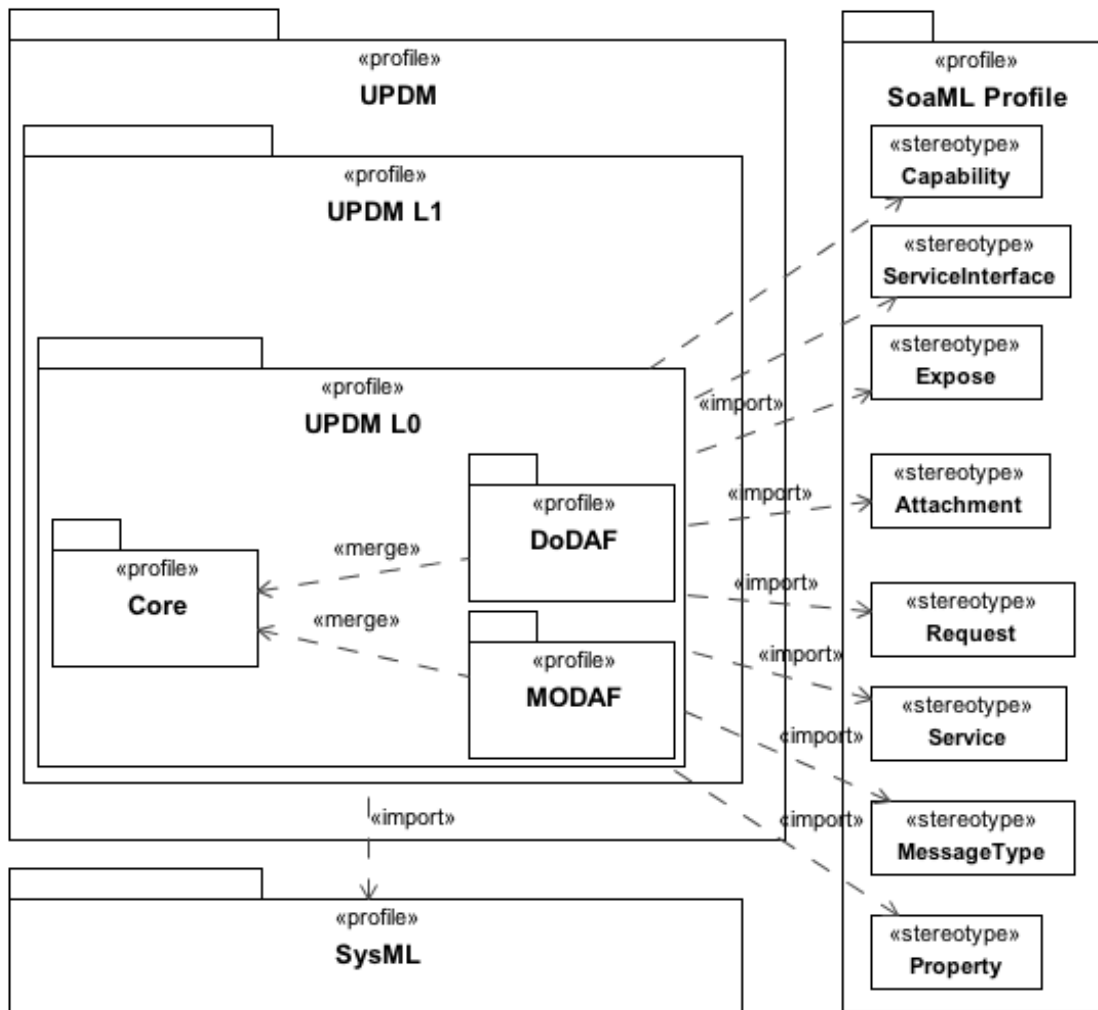 «profile»
UPDM
«profile»
UPDM L1
«profile»
UPDM L0
«profile»
DoDAF
«profile»
Core
«merge»
«merge»
«profile»
MODAF
«import»
«profile»
SysML
«import»
«import»
«import»
«import»
«import»
«import»
«profile»
SoaML Profile
«stereotype»
Capability
«stereotype»
ServiceInterface
«stereotype»
Expose
«stereotype»
Attachment
«stereotype»
Request
«stereotype»
Service
«stereotype»
MessageType
«stereotype»
Property